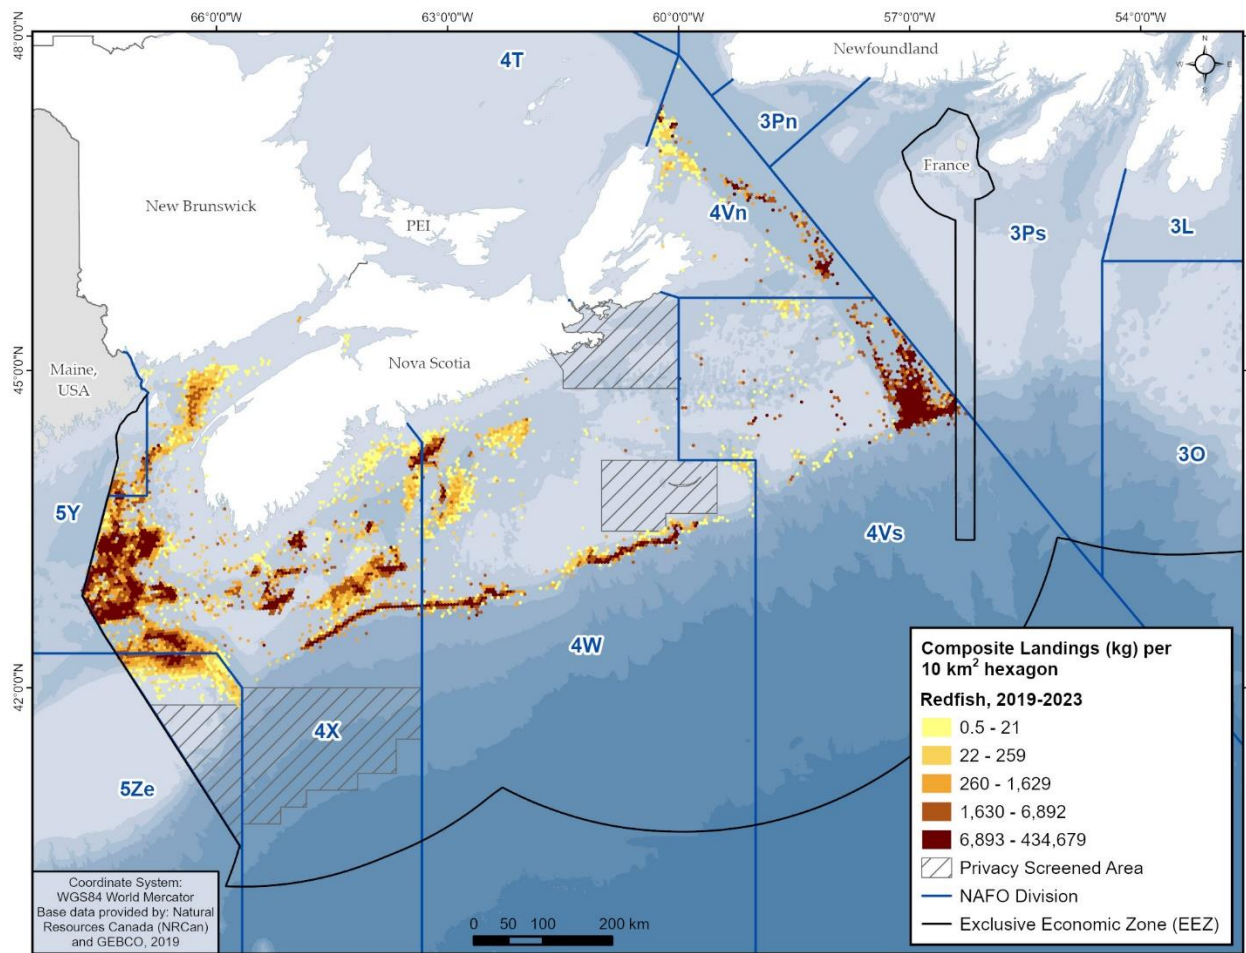 66°0'0"W
63°0'0"W
60°0'0"W
57°0'0"W
54°0'0"W
48°0'0"N
45°0'0"N
42°0'0"N
4T
Newfoundland
N
W
E
S
3Pn
France
New Brunswick
PEI
4Vn
3Ps
3L
Maine,
USA
Nova Scotia
5Y
3O
4Vs
4W
4X
5Ze
Composite Landings (kg) per
10 km² hexagon
Redfish, 2019-2023
0.5 - 21
22 - 259
260 - 1,629
1,630 - 6,892
6,893 - 434,679
Privacy Screened Area
NAFO Division
Exclusive Economic Zone (EEZ)
Coordinate System:
WGS84 World Mercator
Base data provided by: Natural
Resources Canada (NRCan)
and GEBCO, 2019
0 50 100 200 km